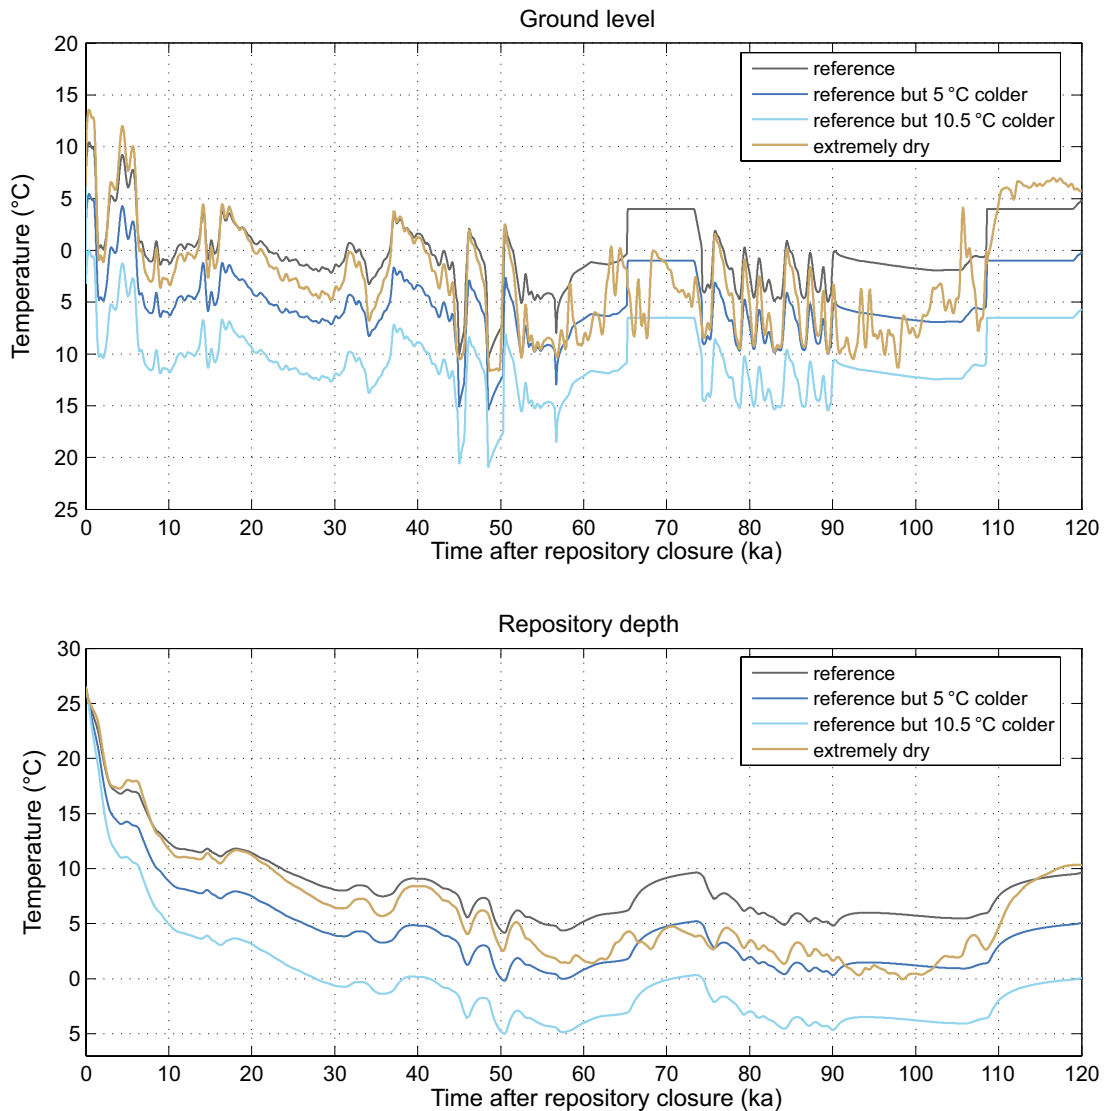 Ground level
20
15
10
5
0
5
10
15
20
25
Temperature (°C)
reference
reference but 5 °C colder
reference but 10.5 °C colder
extremely dry
0 10 20 30 40 50 60 70 80 90 100 110 120
Time after repository closure (ka)
Repository depth
30
25
20
15
10
5
0
5
Temperature (°C)
reference
reference but 5 °C colder
reference but 10.5 °C colder
extremely dry
0 10 20 30 40 50 60 70 80 90 100 110 120
Time after repository closure (ka)